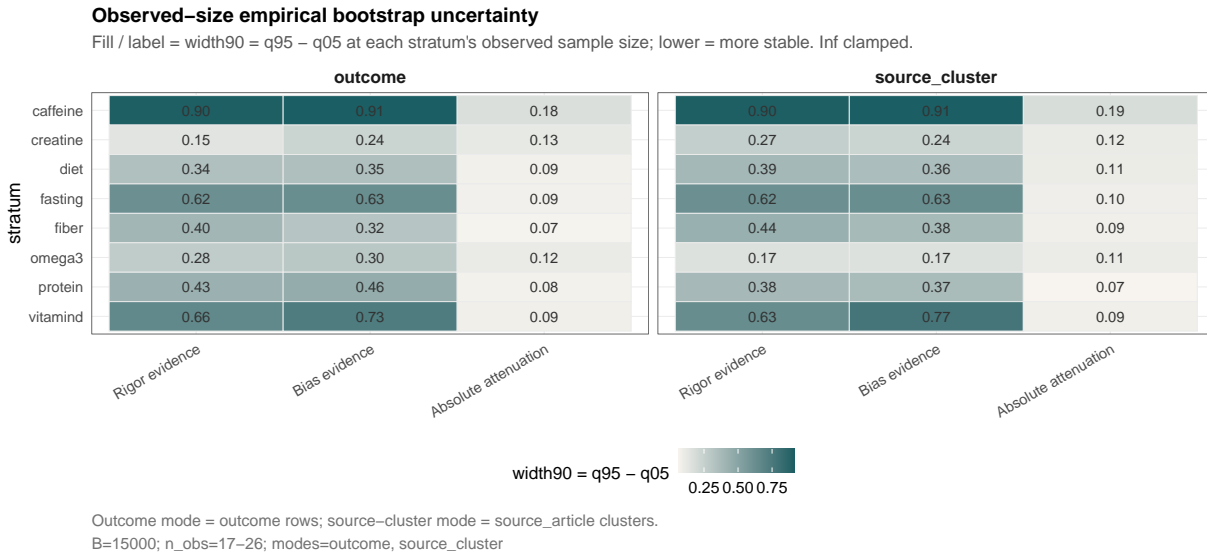 Observed−size empirical bootstrap uncertainty
Fill / label = width90 = q95 − q05 at each stratum's observed sample size; lower = more stable. Inf clamped.
outcome source_cluster
caffeine 0.90 0.91 0.18 0.90 0.91 0.19
creatine 0.15 0.24 0.13 0.27 0.24 0.12
diet 0.34 0.35 0.09 0.39 0.36 0.11
fasting 0.62 0.63 0.09 0.62 0.63 0.10
fiber 0.40 0.32 0.07 0.44 0.38 0.09
omega3 0.28 0.30 0.12 0.17 0.17 0.11
protein 0.43 0.46 0.08 0.38 0.37 0.07
vitamind 0.66 0.73 0.09 0.63 0.77 0.09
stratum
Rigor evidence Bias evidence Absolute attenuation Rigor evidence Bias evidence Absolute attenuation
width90 = q95 − q05
0.25 0.50 0.75
Outcome mode = outcome rows; source−cluster mode = source_article clusters.
B=15000; n_obs=17−26; modes=outcome, source_cluster